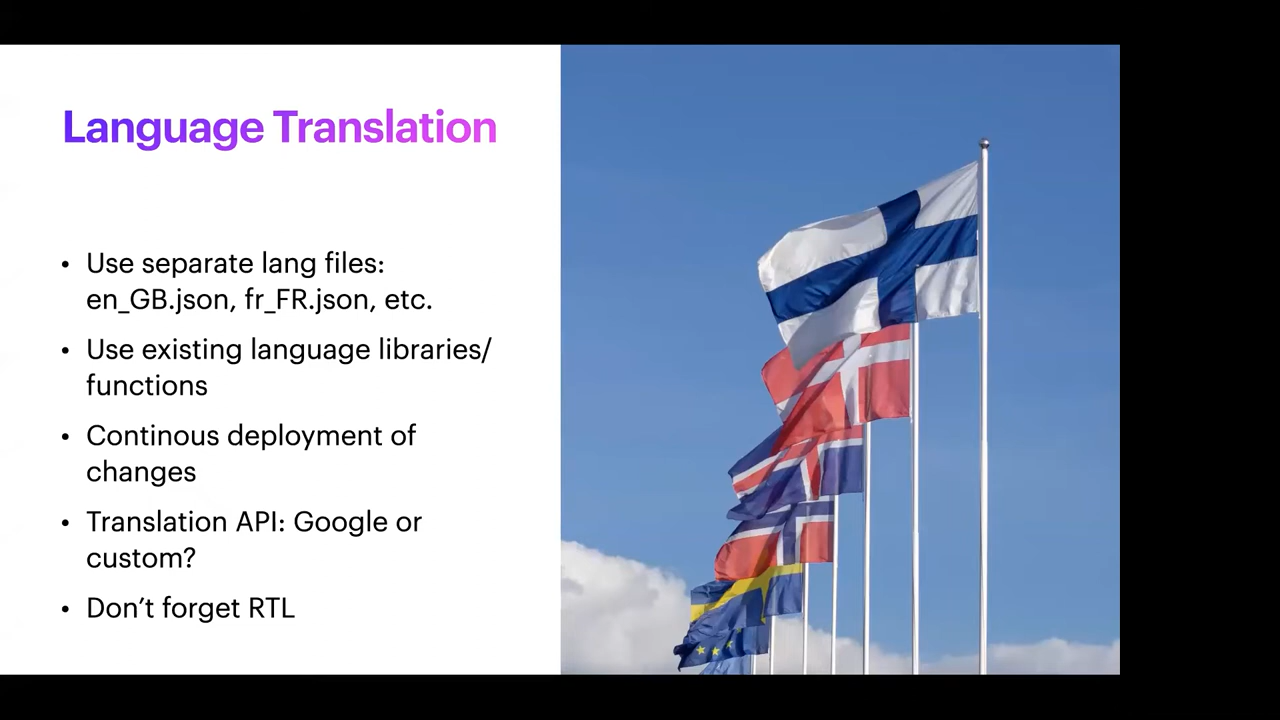 Language Translation
• Use separate lang files:
en_GB.json, fr_FR.json, etc.
• Use existing language libraries/
functions
• Continous deployment of
changes
• Translation API: Google or
custom?
• Don’t forget RTL